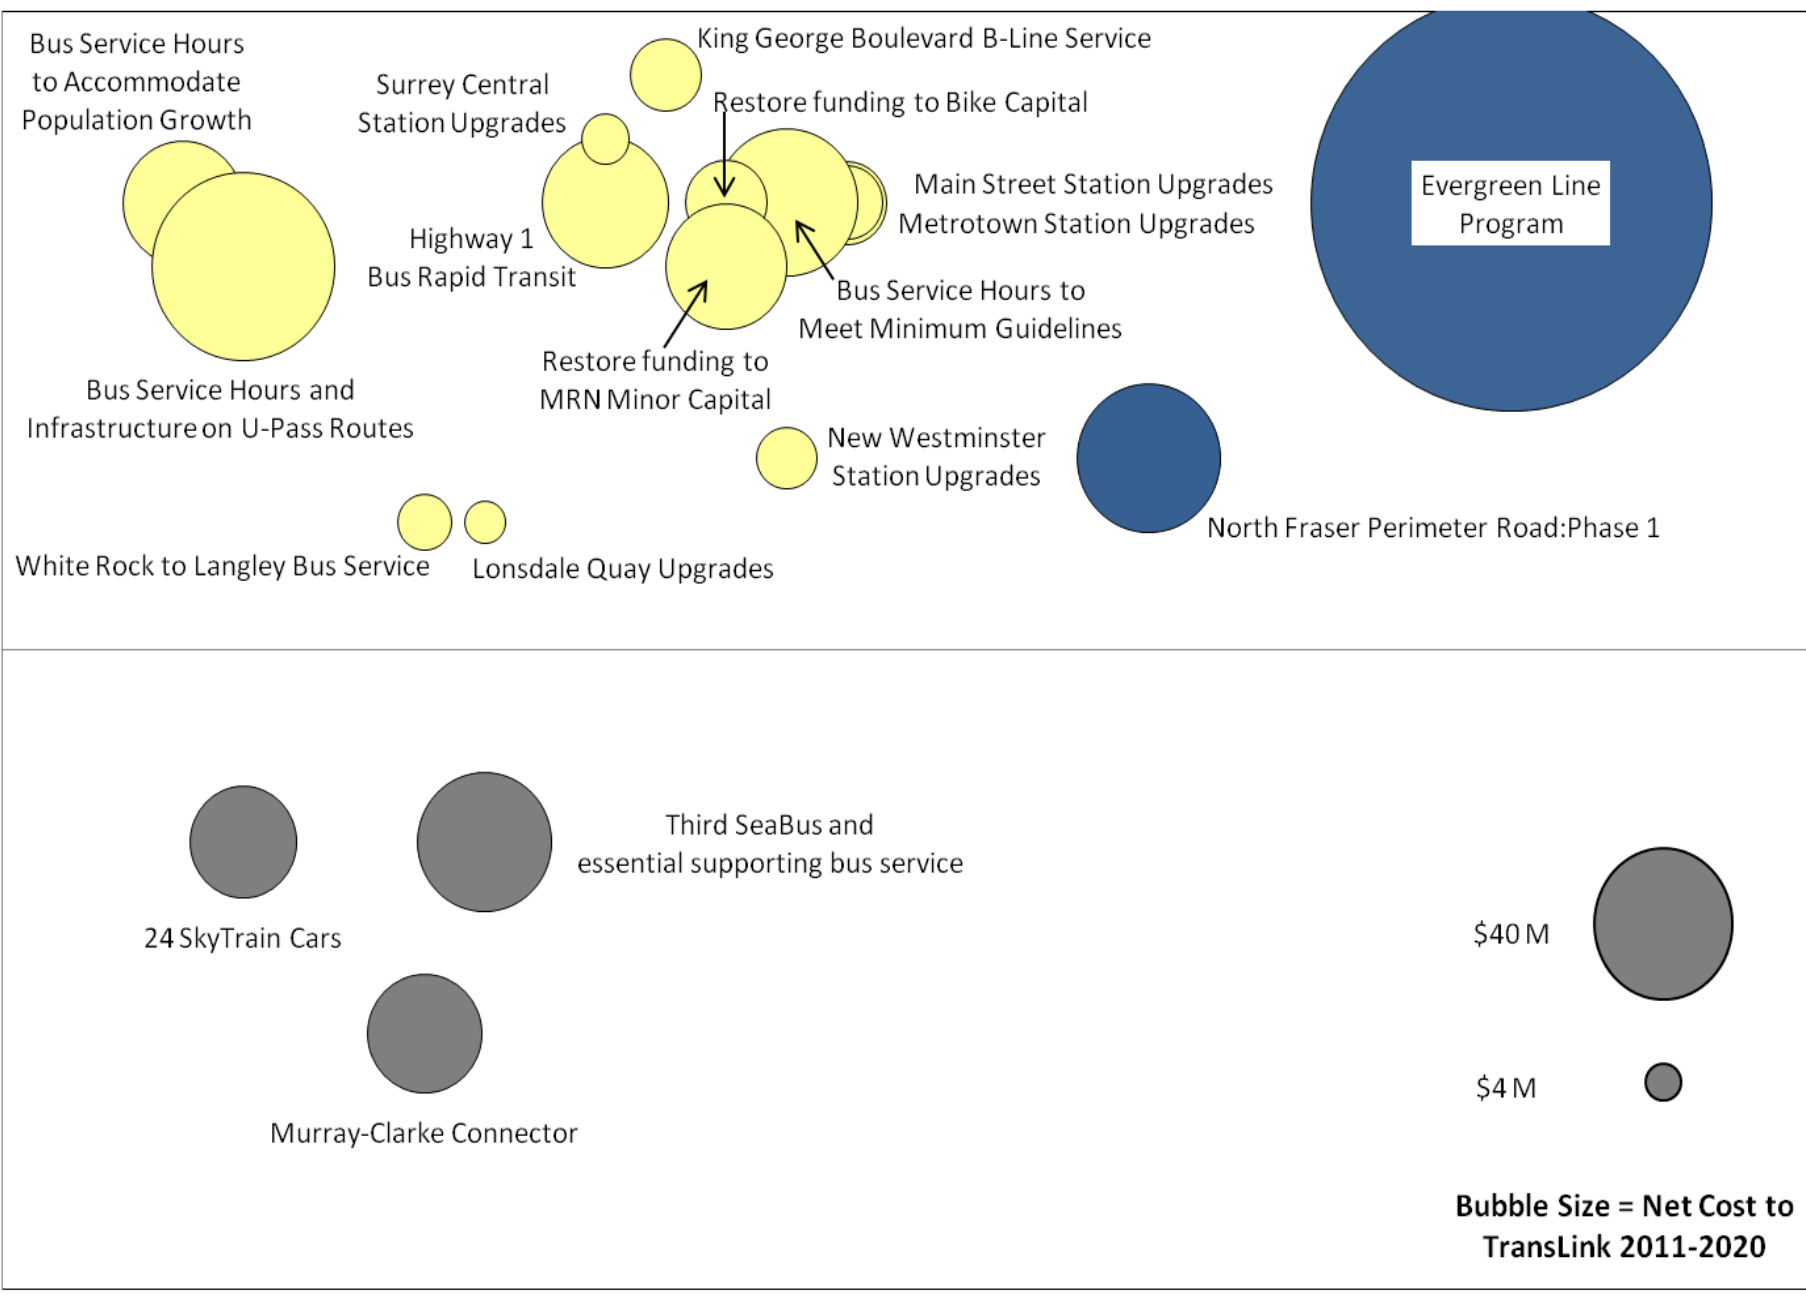 Bus Service Hours
to Accommodate
Population Growth
Surrey Central
Station Upgrades
King George Boulevard B-Line Service
Restore funding to Bike Capital
Main Street Station Upgrades
Metrotown Station Upgrades
Evergreen Line
Program
Highway 1
Bus Rapid Transit
Bus Service Hours to
Meet Minimum Guidelines
Restore funding to
MRN Minor Capital
Bus Service Hours and
Infrastructure on U-Pass Routes
New Westminster
Station Upgrades
North Fraser Perimeter Road:Phase 1
White Rock to Langley Bus Service
Lonsdale Quay Upgrades
Third SeaBus and
essential supporting bus service
24 SkyTrain Cars
Murray-Clarke Connector
$40 M
$4 M
Bubble Size = Net Cost to
TransLink 2011-2020